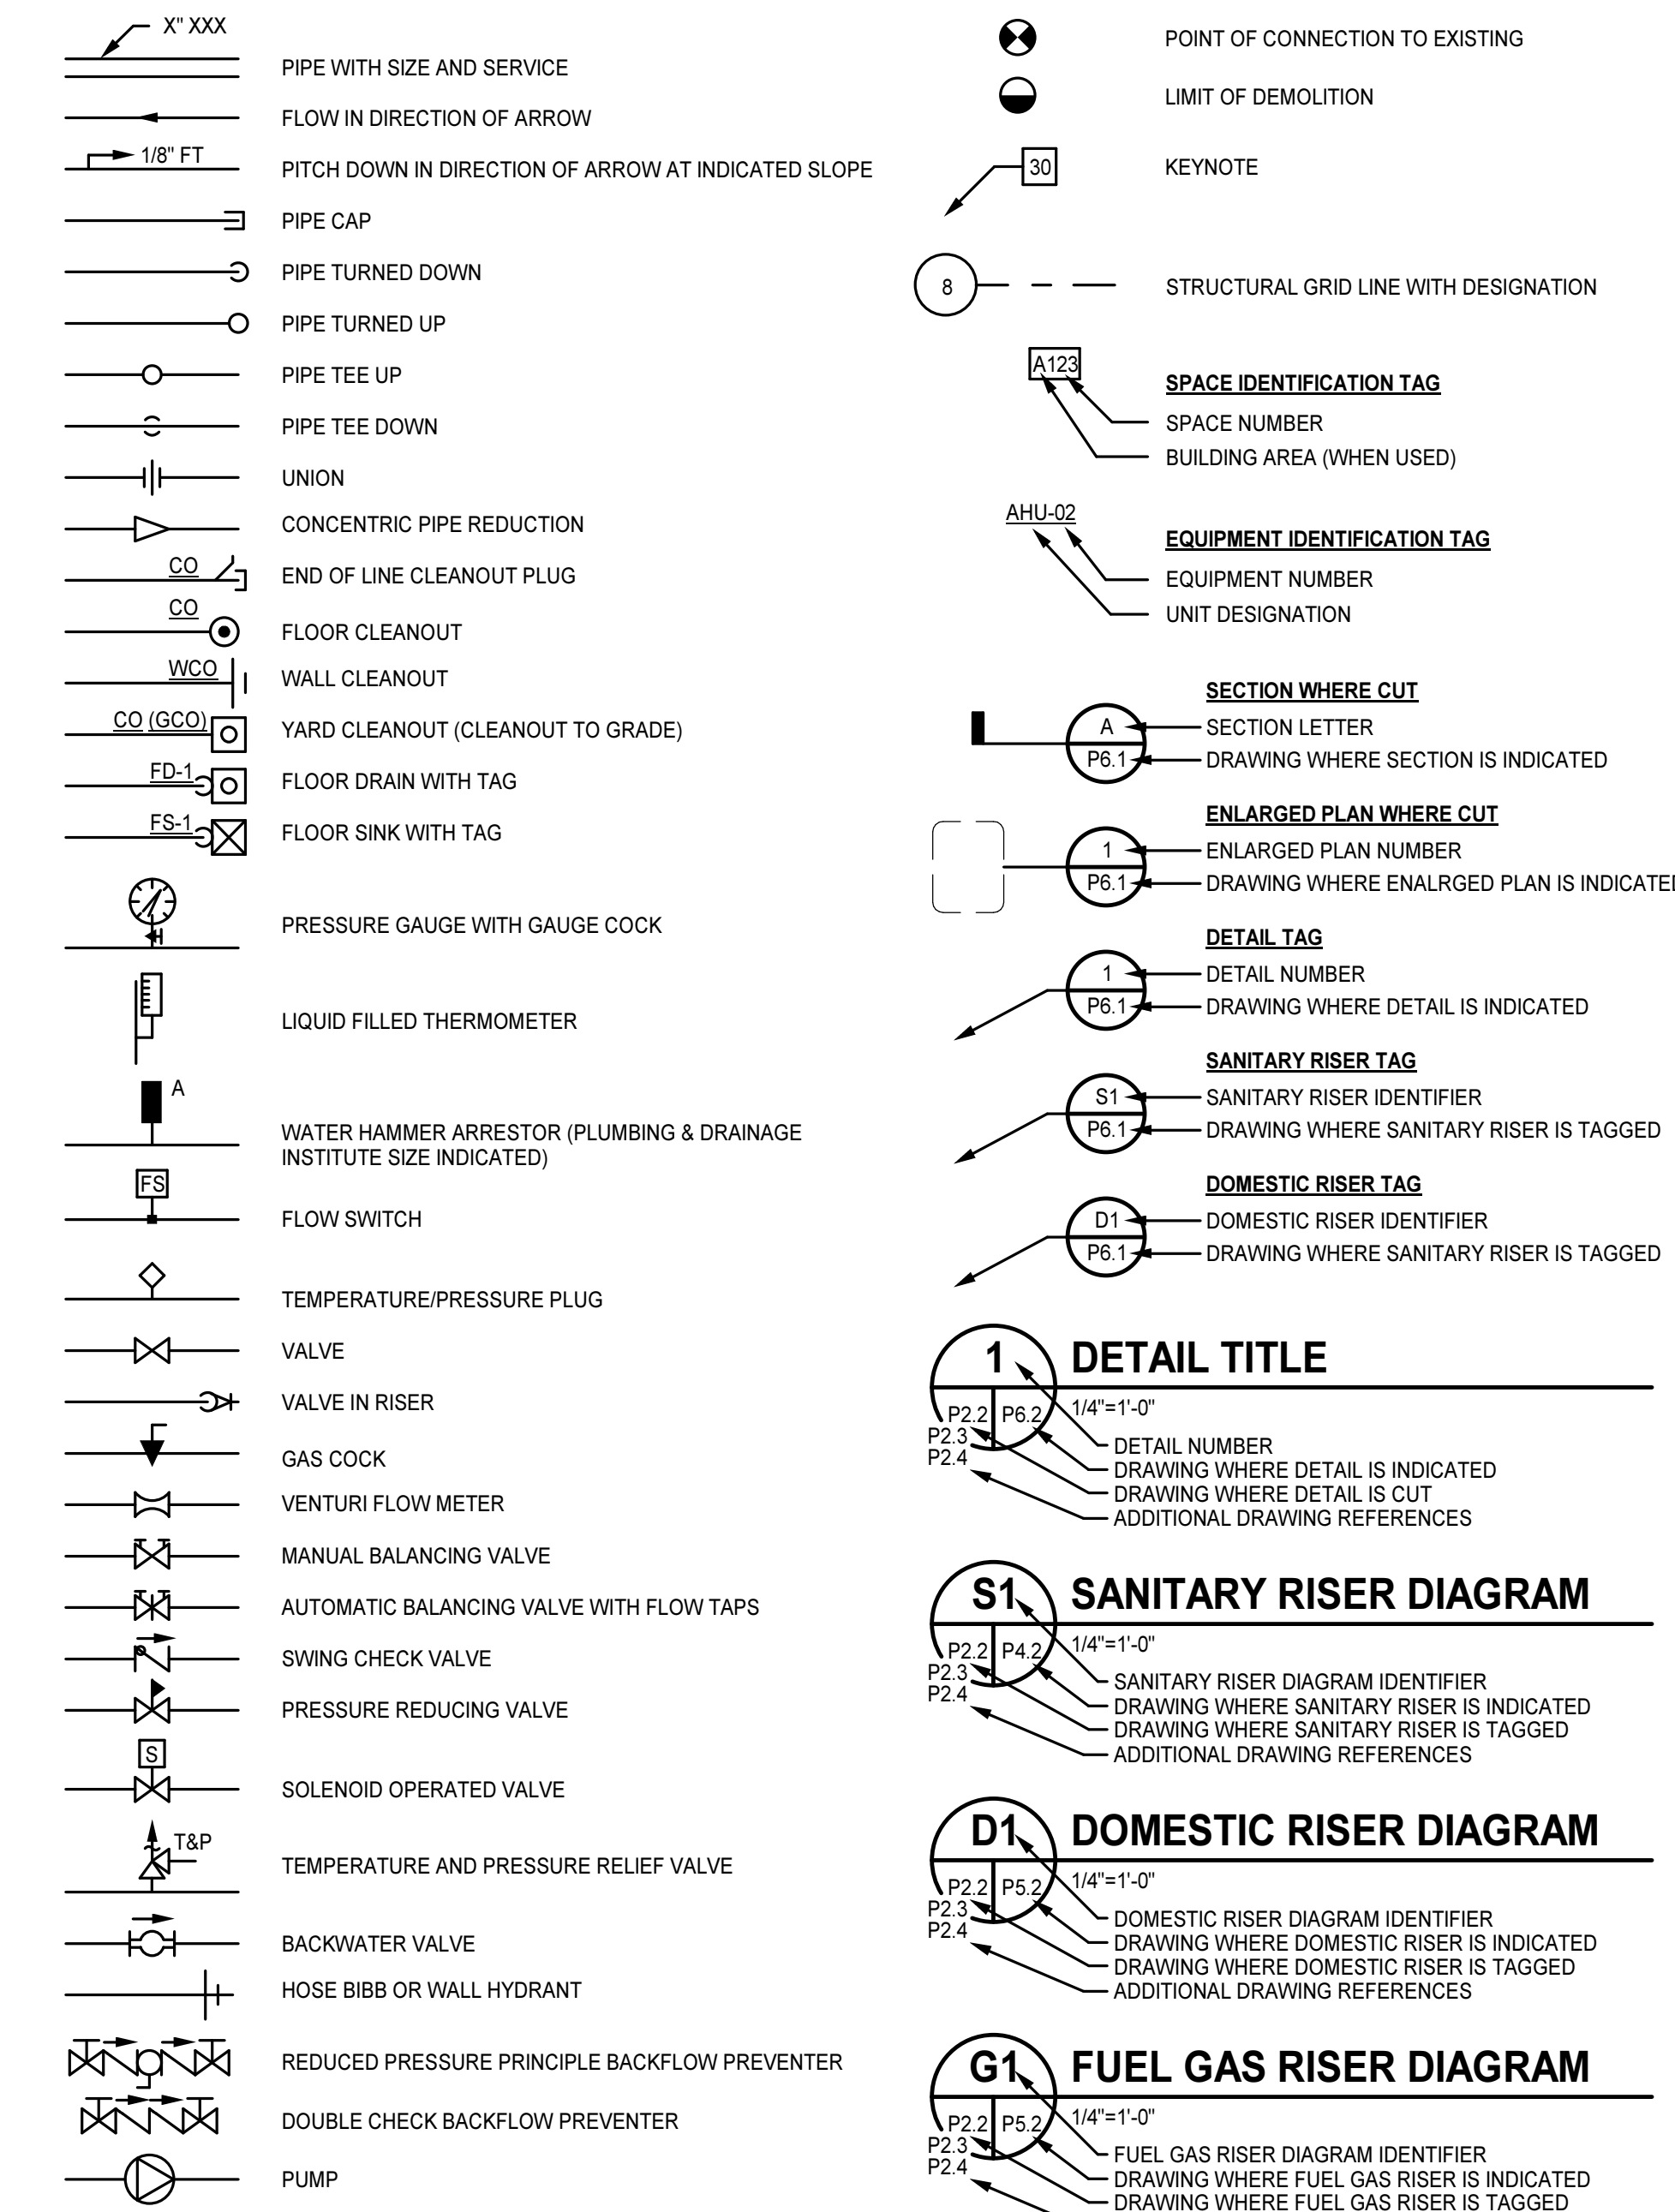 X" XXX
PIPE WITH SIZE AND SERVICE
FLOW IN DIRECTION OF ARROW
1/8" FT
PITCH DOWN IN DIRECTION OF ARROW AT INDICATED SLOPE
PIPE CAP
PIPE TURNED DOWN
PIPE TURNED UP
PIPE TEE UP
PIPE TEE DOWN
UNION
CONCENTRIC PIPE REDUCTION
CO
END OF LINE CLEANOUT PLUG
CO
FLOOR CLEANOUT
WCO
WALL CLEANOUT
CO (GCO)
YARD CLEANOUT (CLEANOUT TO GRADE)
FD-1
FLOOR DRAIN WITH TAG
FS-1
FLOOR SINK WITH TAG
PRESSURE GAUGE WITH GAUGE COCK
LIQUID FILLED THERMOMETER
A
WATER HAMMER ARRESTOR (PLUMBING & DRAINAGE
INSTITUTE SIZE INDICATED)
FS
FLOW SWITCH
TEMPERATURE/PRESSURE PLUG
VALVE
VALVE IN RISER
GAS COCK
VENTURI FLOW METER
MANUAL BALANCING VALVE
AUTOMATIC BALANCING VALVE WITH FLOW TAPS
SWING CHECK VALVE
PRESSURE REDUCING VALVE
S
SOLENOID OPERATED VALVE
T&P
TEMPERATURE AND PRESSURE RELIEF VALVE
BACKWATER VALVE
HOSE BIBB OR WALL HYDRANT
REDUCED PRESSURE PRINCIPLE BACKFLOW PREVENTER
DOUBLE CHECK BACKFLOW PREVENTER
PUMP
POINT OF CONNECTION TO EXISTING
LIMIT OF DEMOLITION
30
KEYNOTE
8
STRUCTURAL GRID LINE WITH DESIGNATION
A123
SPACE IDENTIFICATION TAG
SPACE NUMBER
BUILDING AREA (WHEN USED)
AHU-02
EQUIPMENT IDENTIFICATION TAG
EQUIPMENT NUMBER
UNIT DESIGNATION
SECTION WHERE CUT
A
SECTION LETTER
P6.1
DRAWING WHERE SECTION IS INDICATED
ENLARGED PLAN WHERE CUT
1
ENLARGED PLAN NUMBER
P6.1
DRAWING WHERE ENALRGED PLAN IS INDICATED
DETAIL TAG
1
DETAIL NUMBER
P6.1
DRAWING WHERE DETAIL IS INDICATED
SANITARY RISER TAG
S1
SANITARY RISER IDENTIFIER
P6.1
DRAWING WHERE SANITARY RISER IS TAGGED
DOMESTIC RISER TAG
D1
DOMESTIC RISER IDENTIFIER
P6.1
DRAWING WHERE SANITARY RISER IS TAGGED
1 DETAIL TITLE
P2.2 P6.2 1/4"=1'-0"
P2.3
P2.4
DETAIL NUMBER
DRAWING WHERE DETAIL IS INDICATED
DRAWING WHERE DETAIL IS CUT
ADDITIONAL DRAWING REFERENCES
S1 SANITARY RISER DIAGRAM
P2.2 P4.2 1/4"=1'-0"
P2.3
P2.4
SANITARY RISER DIAGRAM IDENTIFIER
DRAWING WHERE SANITARY RISER IS INDICATED
DRAWING WHERE SANITARY RISER IS TAGGED
ADDITIONAL DRAWING REFERENCES
D1 DOMESTIC RISER DIAGRAM
P2.2 P5.2 1/4"=1'-0"
P2.3
P2.4
DOMESTIC RISER DIAGRAM IDENTIFIER
DRAWING WHERE DOMESTIC RISER IS INDICATED
DRAWING WHERE DOMESTIC RISER IS TAGGED
ADDITIONAL DRAWING REFERENCES
G1 FUEL GAS RISER DIAGRAM
P2.2 P5.2 1/4"=1'-0"
P2.3
P2.4
FUEL GAS RISER DIAGRAM IDENTIFIER
DRAWING WHERE FUEL GAS RISER IS INDICATED
DRAWING WHERE FUEL GAS RISER IS TAGGED